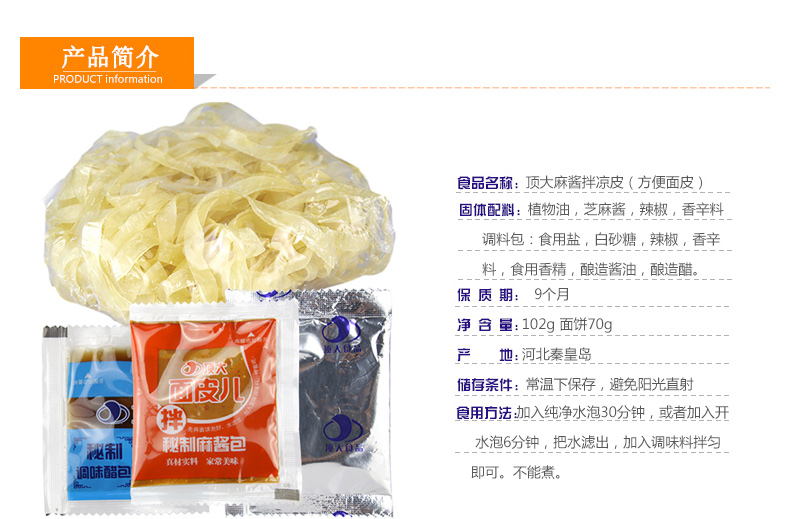 产品简介
PRODUCT information
食品名称：顶大麻酱拌凉皮（方便面皮）
固体配料：植物油，芝麻酱，辣椒，香辛料
调料包：食用盐，白砂糖，辣椒，香辛
料，食用香精，酿造酱油，酿造醋。
保 质 期： 9个月
净 含 量：102g 面饼70g
产 地：河北秦皇岛
储存条件：常温下保存，避免阳光直射
食用方法:加入纯净水泡30分钟，或者加入开
水泡6分钟，把水滤出，加入调味料拌匀
即可。不能煮。
顶大
面皮儿
拌
秘制麻酱包
真材实料 家常美味
秘制
调味醋包
顶大食品